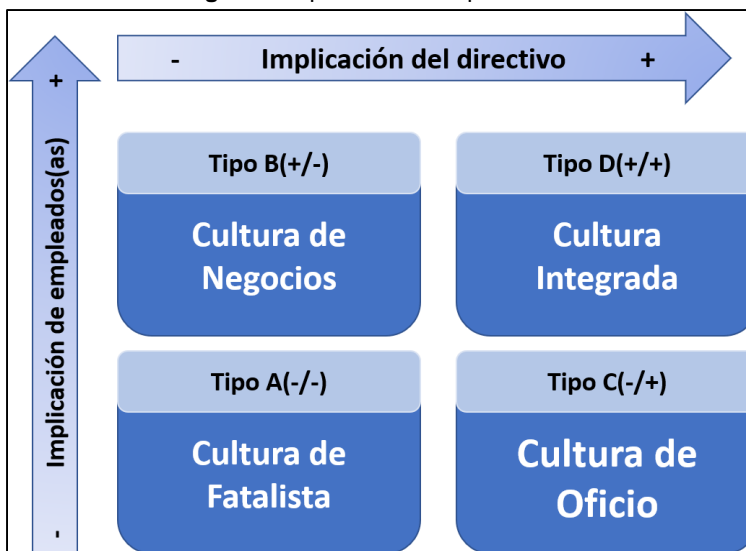 - Implicación del directivo +
- Implicación de empleados(as) +
Tipo B(+/-)
Cultura de
Negocios
Tipo D(+/+)
Cultura
Integrada
Tipo A(-/-)
Cultura de
Fatalista
Tipo C(-/+)
Cultura de
Oficio